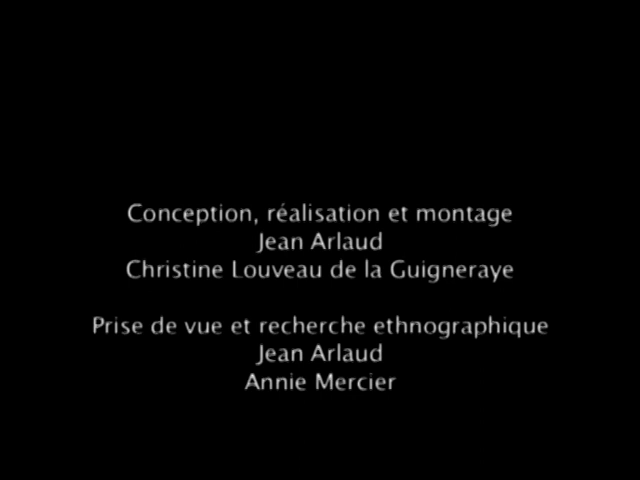 Conception, réalisation et montage
Jean Arlaud
Christine Louveau de la Guigneraye
Prise de vue et recherche ethnographique
Jean Arlaud
Annie Mercier